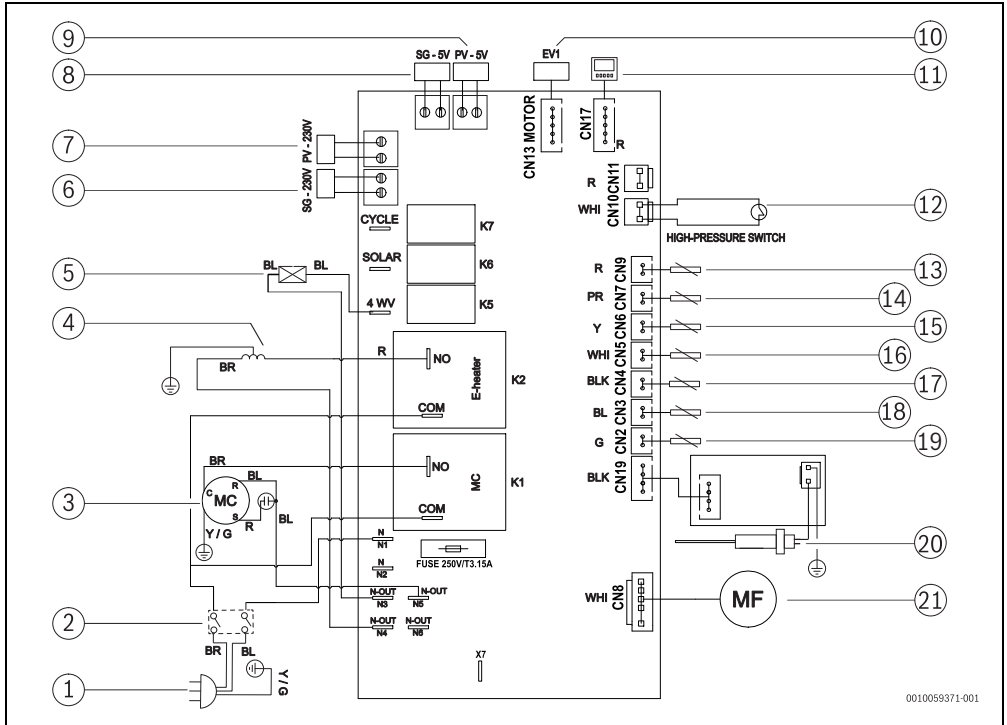 9
8
7
6
5
4
3
2
1
10
11
12
13
14
15
16
17
18
19
20
21
SG - 5V
PV - 5V
EV1
PV - 230V
SG - 230V
CN13 MOTOR
CN17
R
R
CN11
WHI
CN10
HIGH-PRESSURE SWITCH
CYCLE
K7
SOLAR
K6
4 WV
K5
BL
BL
R
CN9
PR
CN7
Y
CN6
WHI
CN5
BLK
CN4
BL
CN3
G
CN2
BLK
CN19
R
NO
BR
E-heater
K2
COM
BR
NO
BL
R
C
MC
S
R
BL
Y / G
MC
K1
COM
N
N1
FUSE 250V/T3.15A
N
N2
N-OUT
N3
N-OUT
N5
N-OUT
N4
N-OUT
N6
WHI
CN8
MF
BR
BL
Y / G
X7
0010059371-001